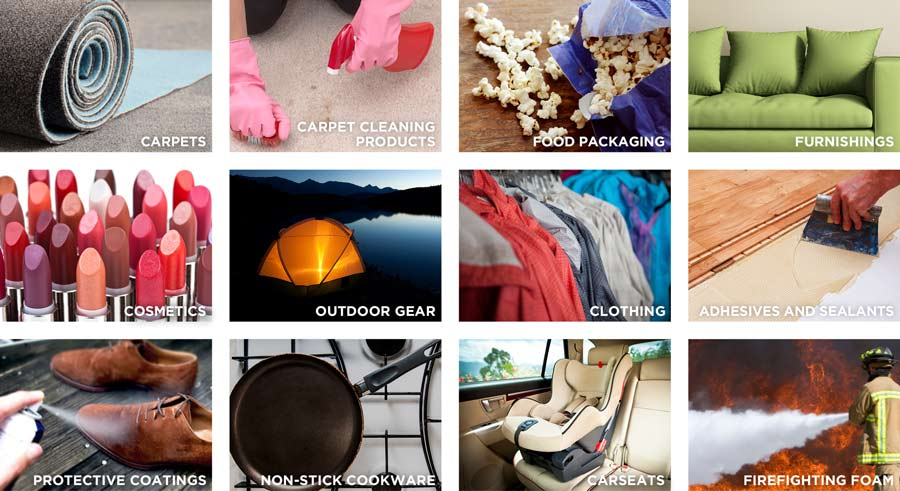 CARPETS
CARPET CLEANING
PRODUCTS
FOOD PACKAGING
FURNISHINGS
COSMETICS
OUTDOOR GEAR
CLOTHING
ADHESIVES AND SEALANTS
PROTECTIVE COATINGS
NON-STICK COOKWARE
CARSEATS
FIREFIGHTING FOAM